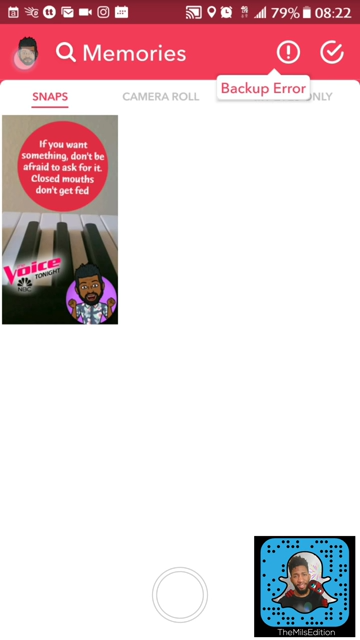 79% 08:22
Memories
Backup Error
SNAPS
CAMERA ROLL
ONLY
If you want
something, don't be
afraid to ask for it.
Closed mouths
don't get fed
The
Voice
TONIGHT
NBC
TheMilsEdition